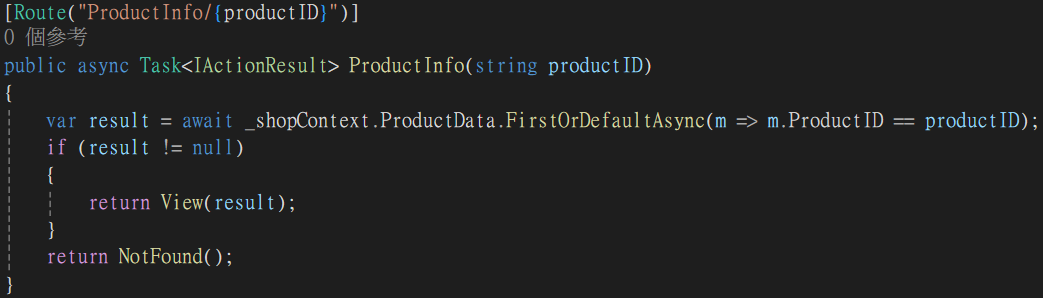 [Route("ProductInfo/{productID}")]
0 個參考
public async Task<IActionResult> ProductInfo(string productID)
{
    var result = await _shopContext.ProductData.FirstOrDefaultAsync(m => m.ProductID == productID);
    if (result != null)
    {
        return View(result);
    }
    return NotFound();
}